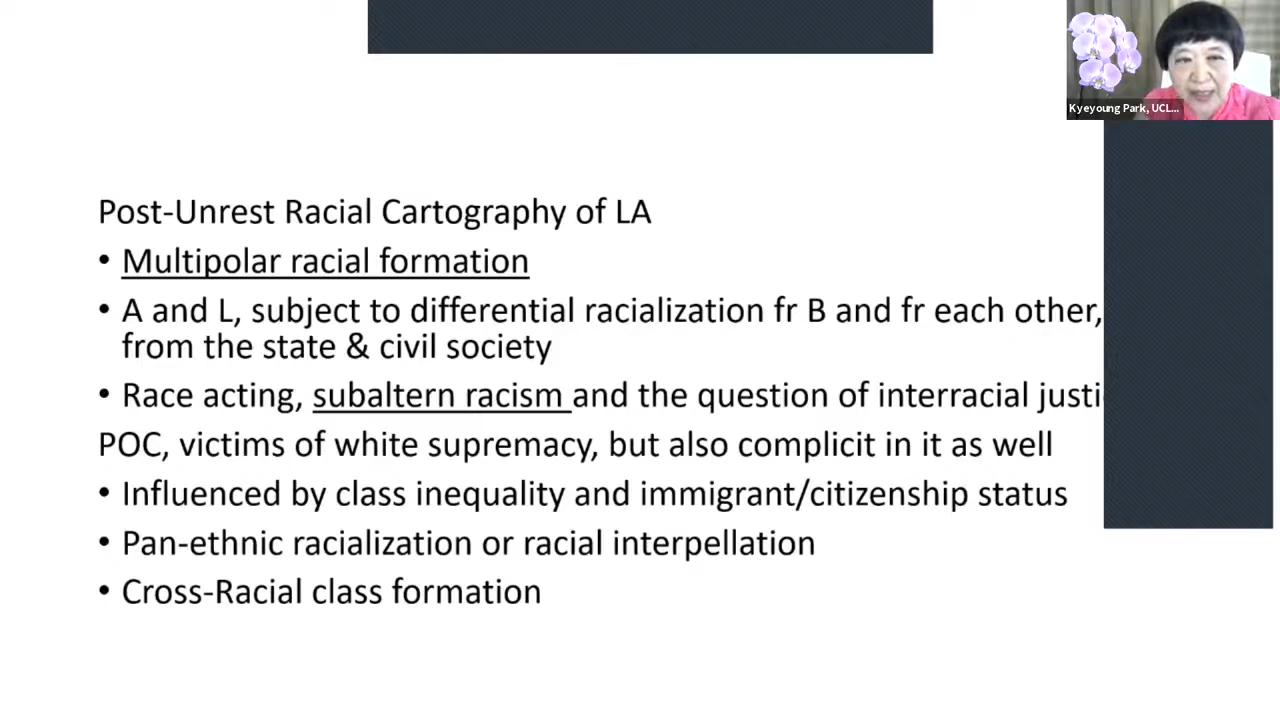 Kyeyoung Park, UCL...
Post-Unrest Racial Cartography of LA
• Multipolar racial formation
• A and L, subject to differential racialization fr B and fr each other,
from the state & civil society
• Race acting, subaltern racism and the question of interracial justi
POC, victims of white supremacy, but also complicit in it as well
• Influenced by class inequality and immigrant/citizenship status
• Pan-ethnic racialization or racial interpellation
• Cross-Racial class formation